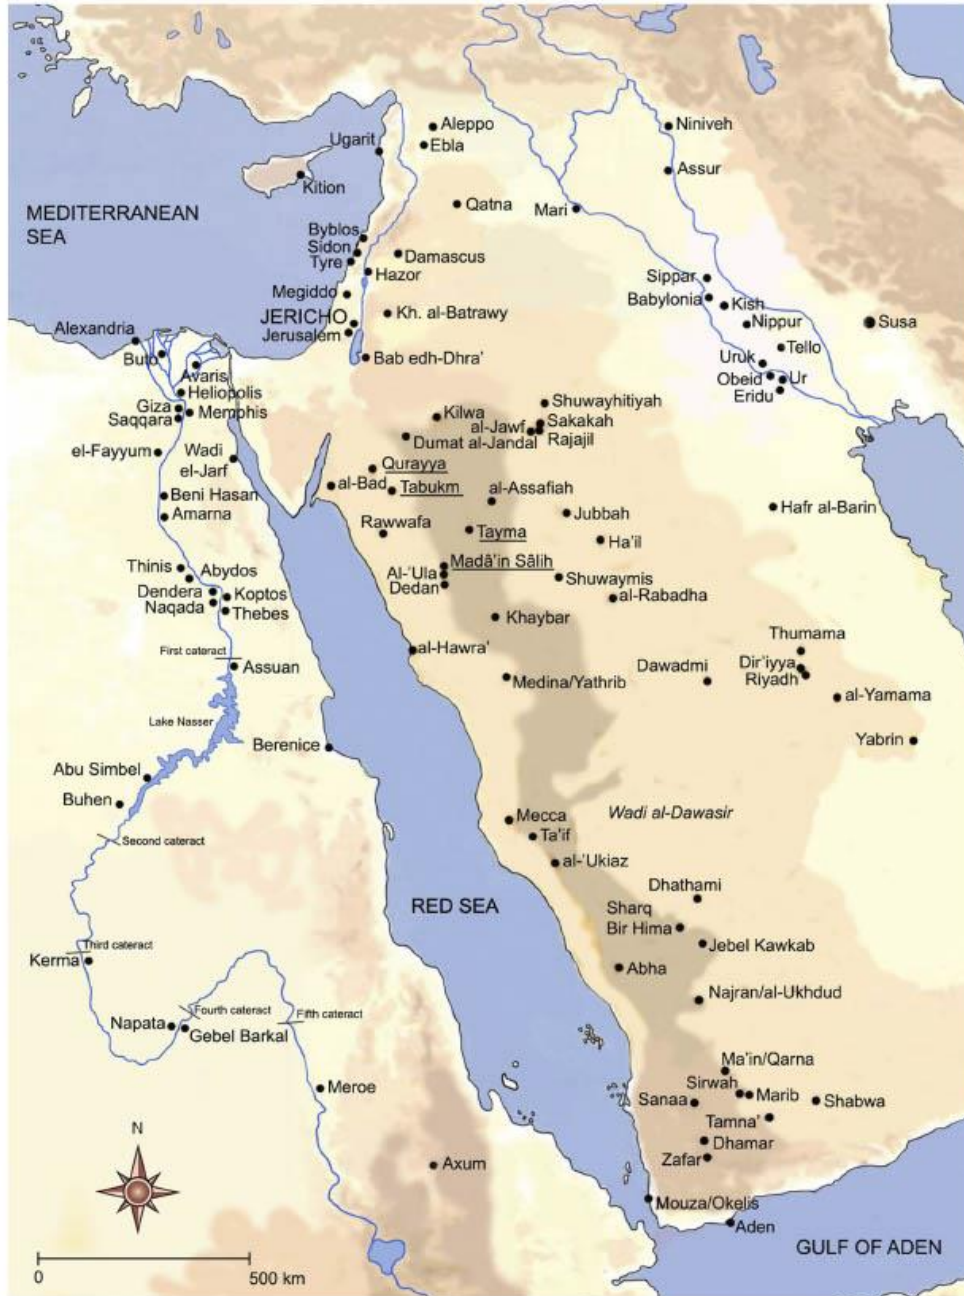 Aleppo
Niniveh
Ugarit
Ebla
Assur
Kition
MEDITERRANEAN
SEA
Qatna
Mari
Byblos
Sidon
Tyre
Damascus
Hazor
Sippar
Megiddo
Babylonia
Kish
JERICHO
Kh. al-Batrawy
Nippur
Susa
Alexandria
Jerusalem
Tello
Buto
Bab edh-Dhra'
Uruk
Avaris
Obeid
Ur
Heliopolis
Eridu
Giza
Memphis
Shuwayhitiyah
Saqqara
Kilwa
Sakakah
al-Jawf
Dumat al-Jandal
Rajajil
el-Fayyum
Wadi
el-Jarf
Qurayya
al-Bad
Tabukm
al-Assafiah
Beni Hasan
Hafr al-Barin
Amarna
Jubbah
Rawwafa
Tayma
Ha'il
Thinis
Abydos
Madâ'in Sâlih
Al-'Ula
Shuwaymis
Dendera
Koptos
Dedan
al-Rabadha
Naqada
Thebes
Khaybar
Thumama
First cateract
al-Hawra'
Assuan
Dawadmi
Dir'iyya
Riyadh
Medina/Yathrib
al-Yamama
Lake Nasser
Berenice
Yabrin
Abu Simbel
Buhen
Mecca
Wadi al-Dawasir
Second cateract
Ta'if
al-'Ukiaz
Dhathami
RED SEA
Sharq
Bir Hima
Third cateract
Jebel Kawkab
Kerma
Abha
Najran/al-Ukhdud
Fourth cateract
Fifth cateract
Napata
Gebel Barkal
Ma'in/Qarna
Meroe
Sirwah
Marib
Sanaa
Shabwa
Tamna'
N
Dhamar
Axum
Zafar
Mouza/Okelis
Aden
GULF OF ADEN
0
500 km